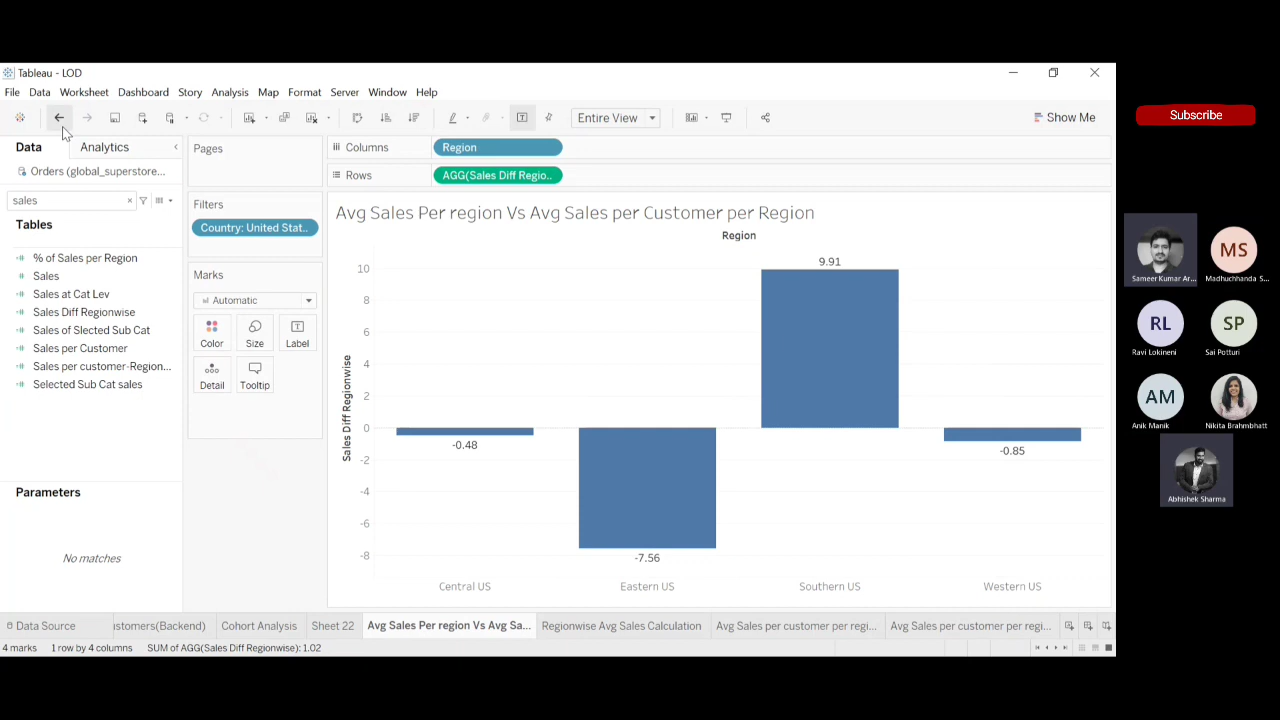 Tableau - LOD
File Data Worksheet Dashboard Story Analysis Map Format Server Window Help
Entire View
Show Me
Subscribe
Data Analytics
Orders (global_superstore...
sales
Tables
% of Sales per Region
Sales
Sales at Cat Lev
Sales Diff Regionwise
Sales of Slected Sub Cat
Sales per Customer
Sales per customer-Region...
Selected Sub Cat sales
Parameters
No matches
Pages
Filters
Country: United Stat..
Marks
Automatic
Color Size Label
Detail Tooltip
Columns Region
Rows AGG(Sales Diff Regio..
Avg Sales Per region Vs Avg Sales per Customer per Region
Region
Sales Diff Regionwise
10
8
6
4
2
0
-2
-4
-6
-8
-0.48
-7.56
9.91
-0.85
Central US Eastern US Southern US Western US
Data Source ustomers(Backend) Cohort Analysis Sheet 22 Avg Sales Per region Vs Avg Sa... Regionwise Avg Sales Calculation Avg Sales per customer per regi... Avg Sales per customer per regi...
4 marks 1 row by 4 columns SUM of AGG(Sales Diff Regionwise): 1.02
Sameer Kumar Ar...
MS
Madhuchhanda S...
RL
Ravi Lokineni
SP
Sai Potturi
AM
Anik Manik
Nikita Brahmbhatt
Abhishek Sharma